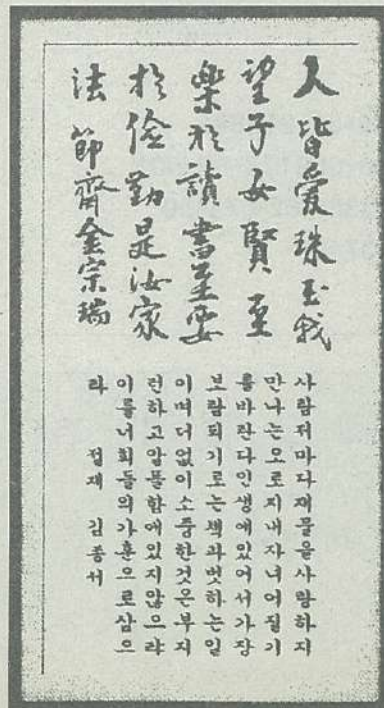 人皆愛珠玉我
望子女賢至
樂於讀書至要
於儉勤是汝家
法 節齋金宗瑞
사람저마다재물을사랑하지
만나는오로지내자녀어질기
를바란다인생에있어서가장
보람되기로는책과벗하는일
이며더없이소중한것은부지
런하고알뜰함에있지않으랴
이를너희들의가훈으로삼으
라 절재 김종서